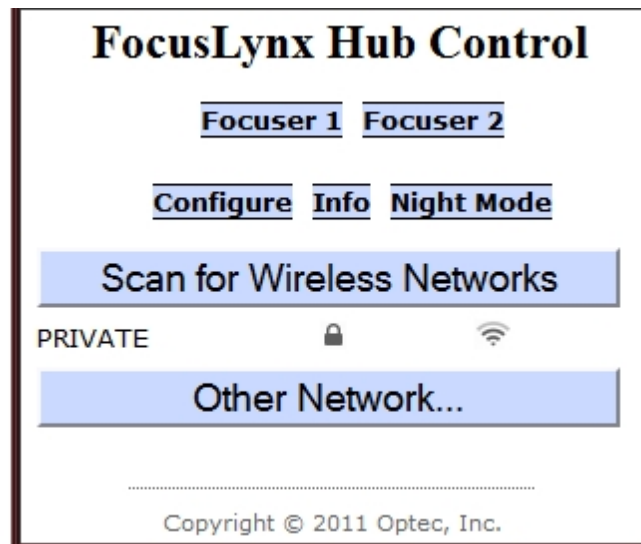 FocusLynx Hub Control
Focuser 1 Focuser 2
Configure Info Night Mode
Scan for Wireless Networks
PRIVATE
Other Network...
Copyright © 2011 Optec, Inc.